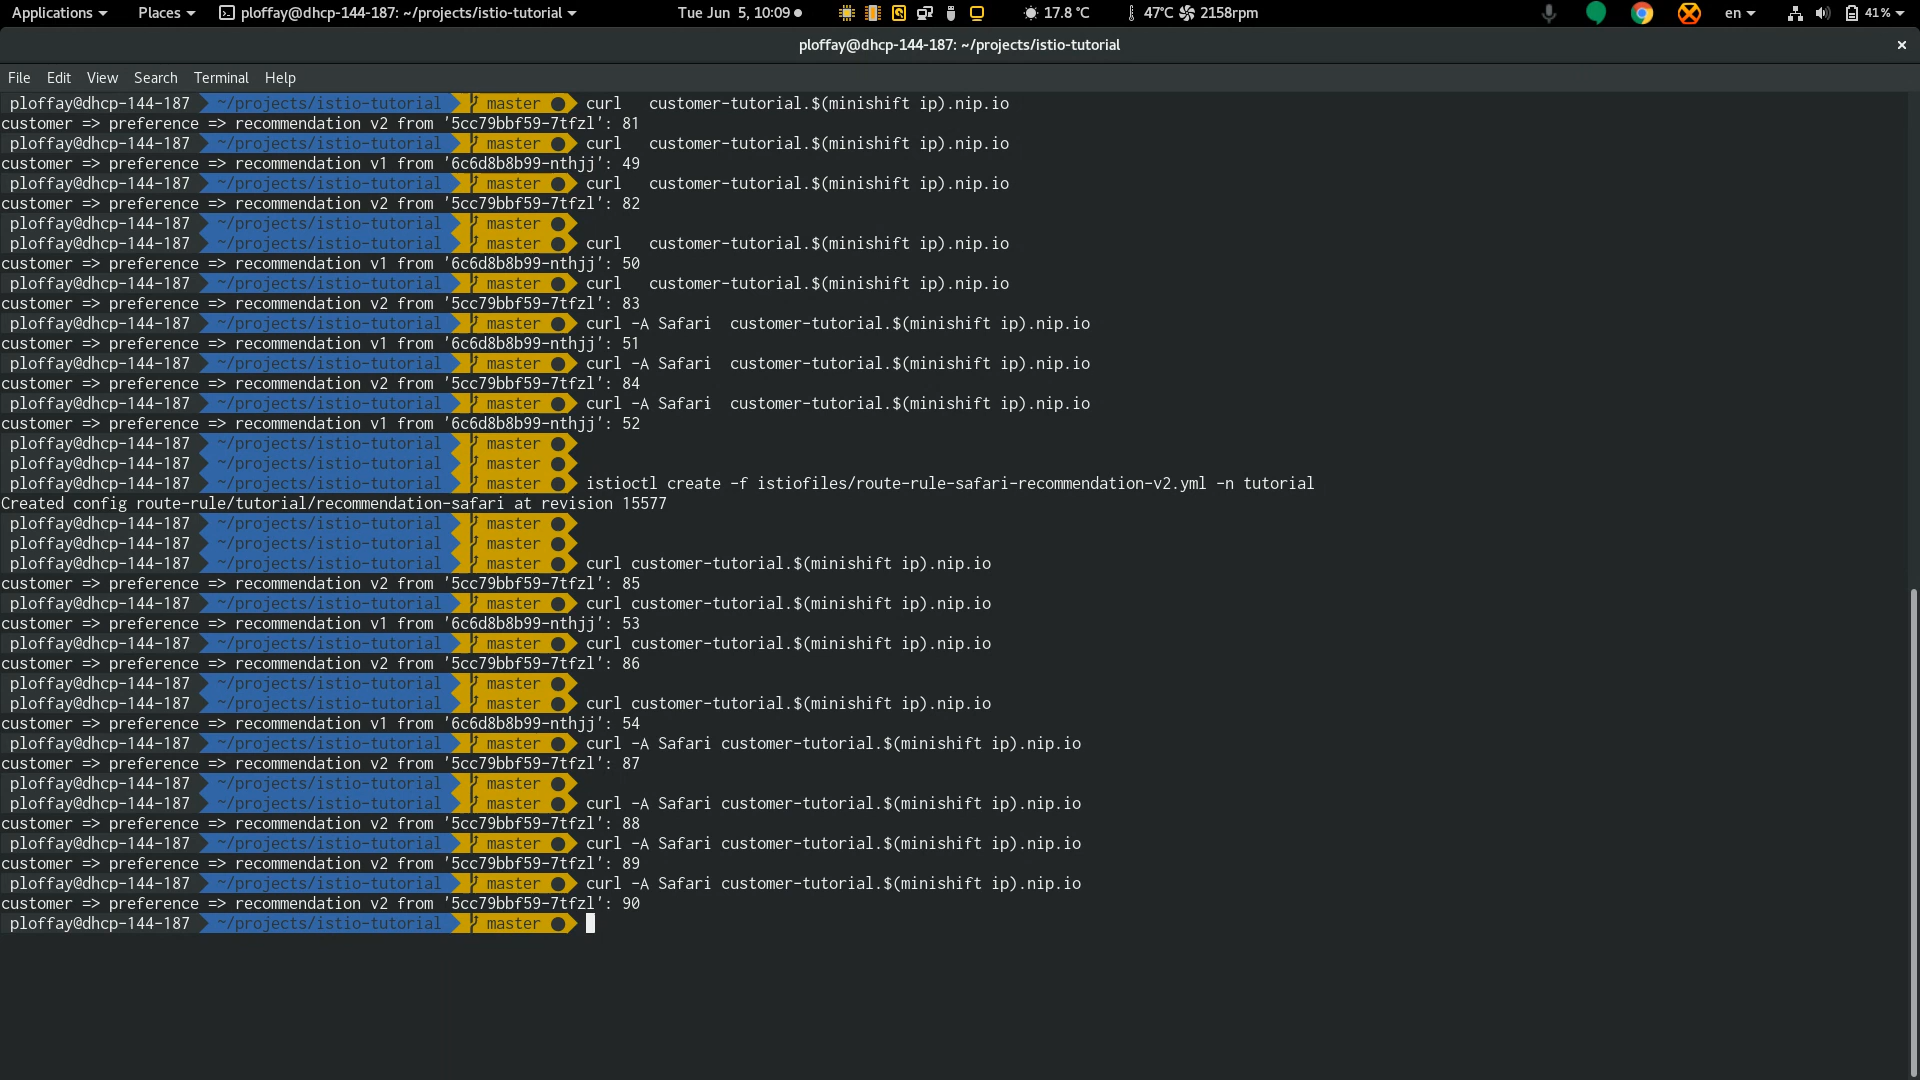 Applications Places ploffay@dhcp-144-187: ~/projects/istio-tutorial Tue Jun 5, 10:09 17.8 °C 47°C 2158rpm en 41%
ploffay@dhcp-144-187: ~/projects/istio-tutorial
File Edit View Search Terminal Help
ploffay@dhcp-144-187 ~/projects/istio-tutorial master curl   customer-tutorial.$(minishift ip).nip.io
customer => preference => recommendation v2 from '5cc79bbf59-7tfzl': 81
ploffay@dhcp-144-187 ~/projects/istio-tutorial master curl   customer-tutorial.$(minishift ip).nip.io
customer => preference => recommendation v1 from '6c6d8b8b99-nthjj': 49
ploffay@dhcp-144-187 ~/projects/istio-tutorial master curl   customer-tutorial.$(minishift ip).nip.io
customer => preference => recommendation v2 from '5cc79bbf59-7tfzl': 82
ploffay@dhcp-144-187 ~/projects/istio-tutorial master
ploffay@dhcp-144-187 ~/projects/istio-tutorial master curl   customer-tutorial.$(minishift ip).nip.io
customer => preference => recommendation v1 from '6c6d8b8b99-nthjj': 50
ploffay@dhcp-144-187 ~/projects/istio-tutorial master curl   customer-tutorial.$(minishift ip).nip.io
customer => preference => recommendation v2 from '5cc79bbf59-7tfzl': 83
ploffay@dhcp-144-187 ~/projects/istio-tutorial master curl -A Safari  customer-tutorial.$(minishift ip).nip.io
customer => preference => recommendation v1 from '6c6d8b8b99-nthjj': 51
ploffay@dhcp-144-187 ~/projects/istio-tutorial master curl -A Safari  customer-tutorial.$(minishift ip).nip.io
customer => preference => recommendation v2 from '5cc79bbf59-7tfzl': 84
ploffay@dhcp-144-187 ~/projects/istio-tutorial master curl -A Safari  customer-tutorial.$(minishift ip).nip.io
customer => preference => recommendation v1 from '6c6d8b8b99-nthjj': 52
ploffay@dhcp-144-187 ~/projects/istio-tutorial master
ploffay@dhcp-144-187 ~/projects/istio-tutorial master
ploffay@dhcp-144-187 ~/projects/istio-tutorial master istioctl create -f istiofiles/route-rule-safari-recommendation-v2.yml -n tutorial
Created config route-rule/tutorial/recommendation-safari at revision 15577
ploffay@dhcp-144-187 ~/projects/istio-tutorial master
ploffay@dhcp-144-187 ~/projects/istio-tutorial master
ploffay@dhcp-144-187 ~/projects/istio-tutorial master curl customer-tutorial.$(minishift ip).nip.io
customer => preference => recommendation v2 from '5cc79bbf59-7tfzl': 85
ploffay@dhcp-144-187 ~/projects/istio-tutorial master curl customer-tutorial.$(minishift ip).nip.io
customer => preference => recommendation v1 from '6c6d8b8b99-nthjj': 53
ploffay@dhcp-144-187 ~/projects/istio-tutorial master curl customer-tutorial.$(minishift ip).nip.io
customer => preference => recommendation v2 from '5cc79bbf59-7tfzl': 86
ploffay@dhcp-144-187 ~/projects/istio-tutorial master
ploffay@dhcp-144-187 ~/projects/istio-tutorial master curl customer-tutorial.$(minishift ip).nip.io
customer => preference => recommendation v1 from '6c6d8b8b99-nthjj': 54
ploffay@dhcp-144-187 ~/projects/istio-tutorial master curl -A Safari customer-tutorial.$(minishift ip).nip.io
customer => preference => recommendation v2 from '5cc79bbf59-7tfzl': 87
ploffay@dhcp-144-187 ~/projects/istio-tutorial master
ploffay@dhcp-144-187 ~/projects/istio-tutorial master curl -A Safari customer-tutorial.$(minishift ip).nip.io
customer => preference => recommendation v2 from '5cc79bbf59-7tfzl': 88
ploffay@dhcp-144-187 ~/projects/istio-tutorial master curl -A Safari customer-tutorial.$(minishift ip).nip.io
customer => preference => recommendation v2 from '5cc79bbf59-7tfzl': 89
ploffay@dhcp-144-187 ~/projects/istio-tutorial master curl -A Safari customer-tutorial.$(minishift ip).nip.io
customer => preference => recommendation v2 from '5cc79bbf59-7tfzl': 90
ploffay@dhcp-144-187 ~/projects/istio-tutorial master